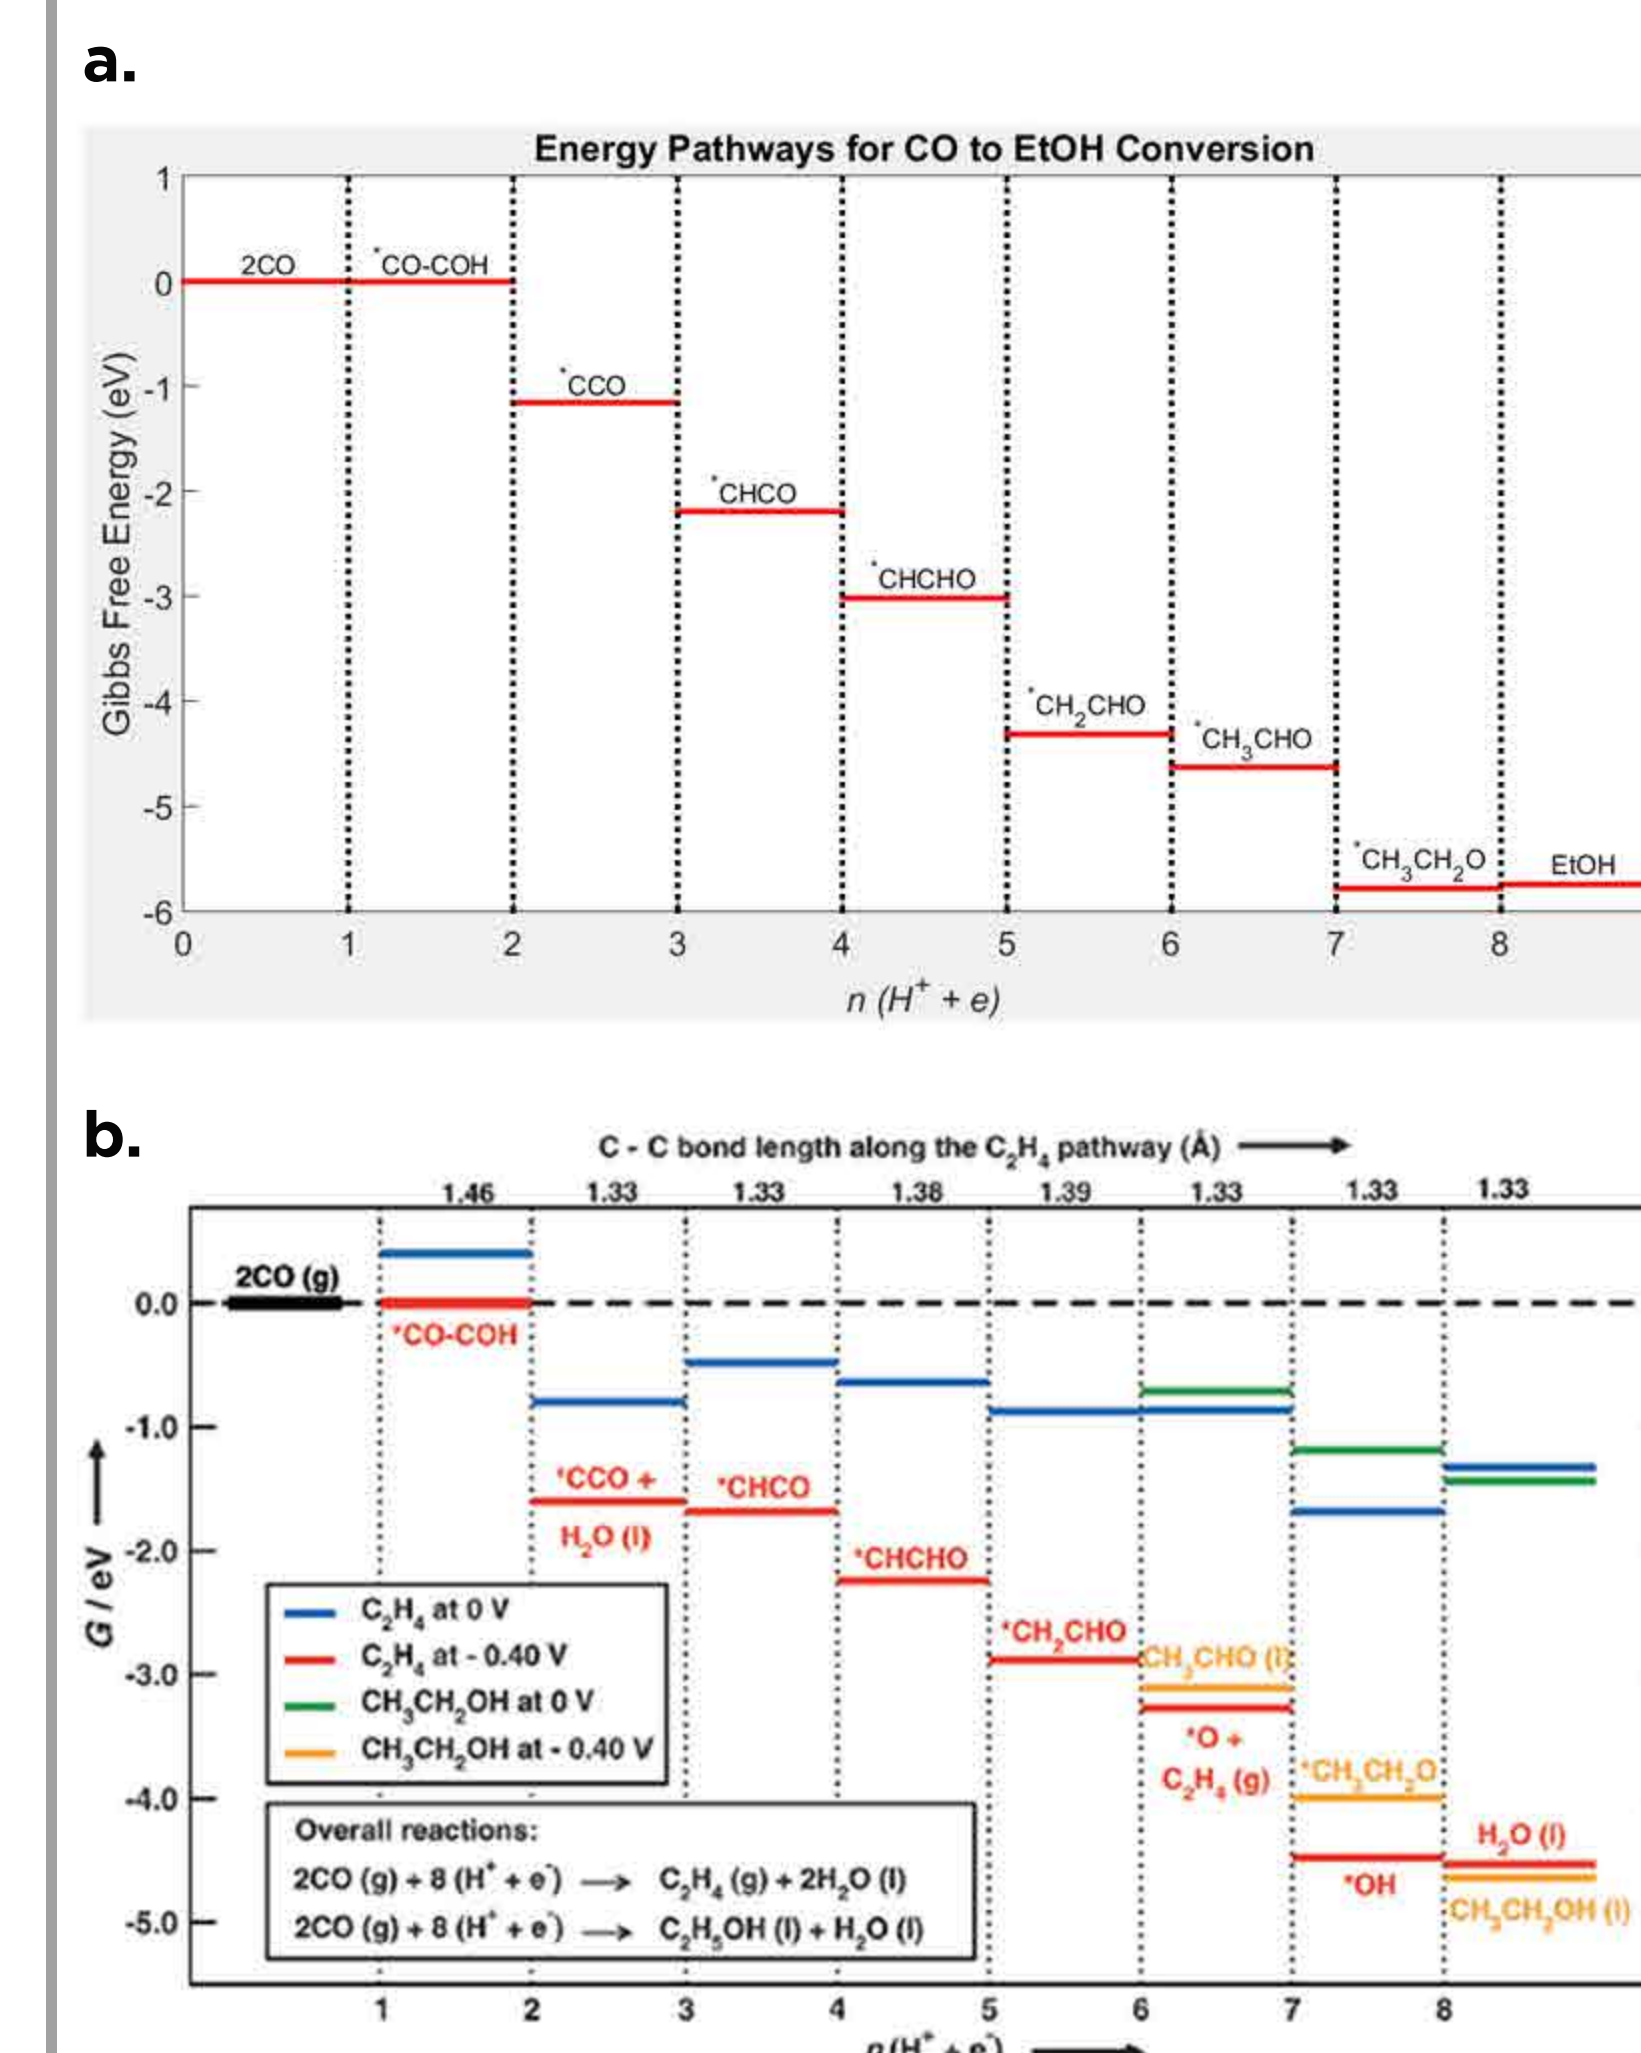 a.
Energy Pathways for CO to EtOH Conversion
1
0
-1
-2
-3
-4
-5
-6
Gibbs Free Energy (eV)
2CO
*CO-COH
*CCO
*CHCO
*CHCHO
*CH₂CHO
*CH₃CHO
*CH₃CH₂O
EtOH
0 1 2 3 4 5 6 7 8
n (H⁺ + e)
b.
C - C bond length along the C₂H₄ pathway (Å)
1.46 1.33 1.33 1.38 1.39 1.33 1.33 1.33
2CO (g)
0.0
-1.0
-2.0
-3.0
-4.0
-5.0
G / eV
*CO-COH
*CCO +
H₂O (l)
*CHCO
*CHCHO
*CH₂CHO
CH₃CHO (l)
*O +
C₂H₄ (g)
*CH₃CH₂O
*OH
H₂O (l)
CH₃CH₂OH (l)
C₂H₄ at 0 V
C₂H₄ at - 0.40 V
CH₃CH₂OH at 0 V
CH₃CH₂OH at - 0.40 V
Overall reactions:
2CO (g) + 8 (H⁺ + e⁻) → C₂H₄ (g) + 2H₂O (l)
2CO (g) + 8 (H⁺ + e⁻) → C₂H₅OH (l) + H₂O (l)
1 2 3 4 5 6 7 8
n (H⁺ + e⁻)